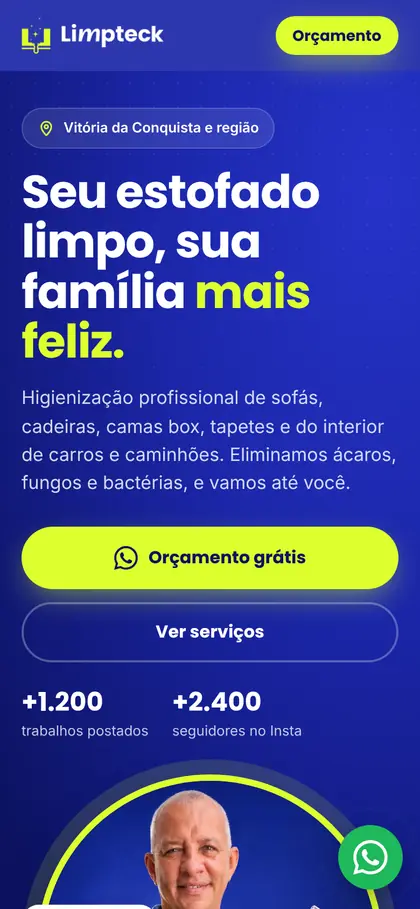 Limpteck
Orçamento
Vitória da Conquista e região
Seu estofado
limpo, sua
família mais
feliz.
Higienização profissional de sofás,
cadeiras, camas box, tapetes e do interior
de carros e caminhões. Eliminamos ácaros,
fungos e bactérias, e vamos até você.
Orçamento grátis
Ver serviços
+1.200
trabalhos postados
+2.400
seguidores no Insta